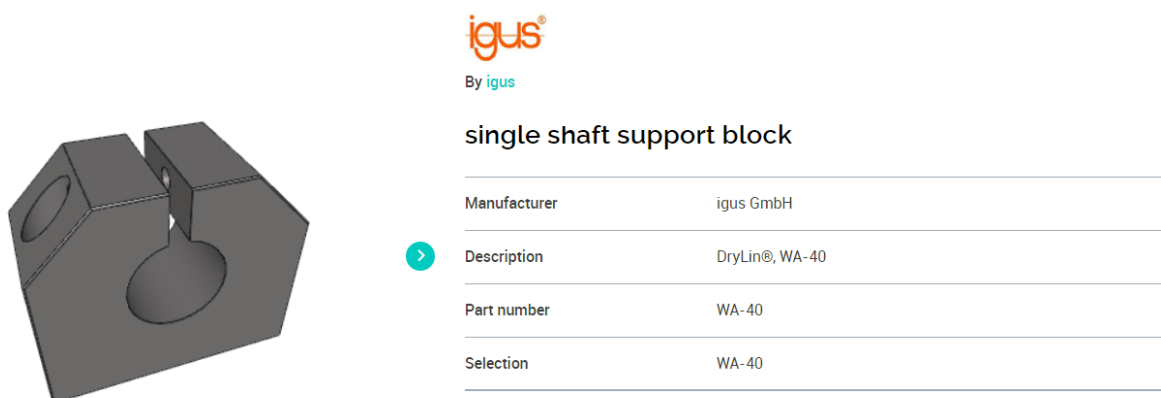 igus®
By igus
single shaft support block
Manufacturer igus GmbH
Description DryLin®, WA-40
Part number WA-40
Selection WA-40